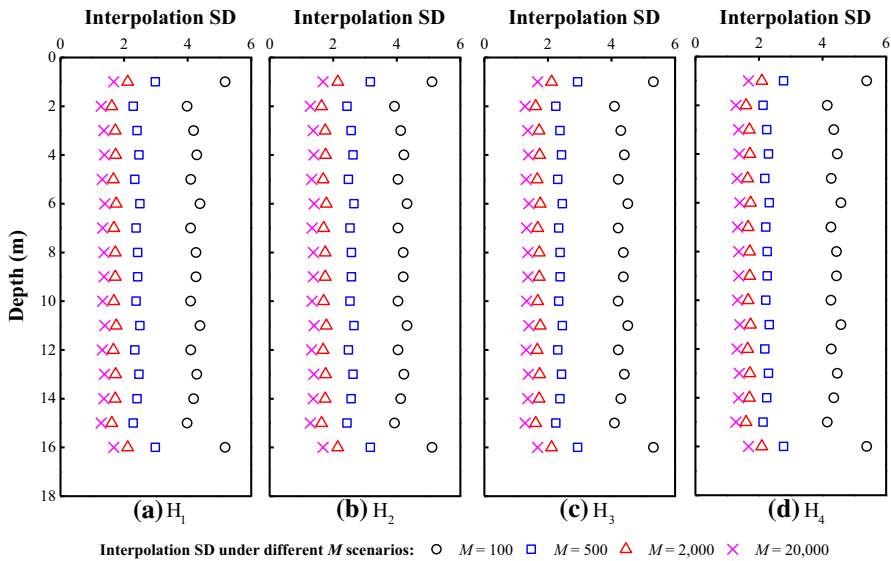 Interpolation SD Interpolation SD Interpolation SD Interpolation SD
0 2 4 6 0 2 4 6 0 2 4 6 0 2 4 6
0
2
4
6
8
10
12
14
16
18
Depth (m)
(a) H1 (b) H2 (c) H3 (d) H4
Interpolation SD under different M scenarios: M = 100 M = 500 M = 2,000 M = 20,000